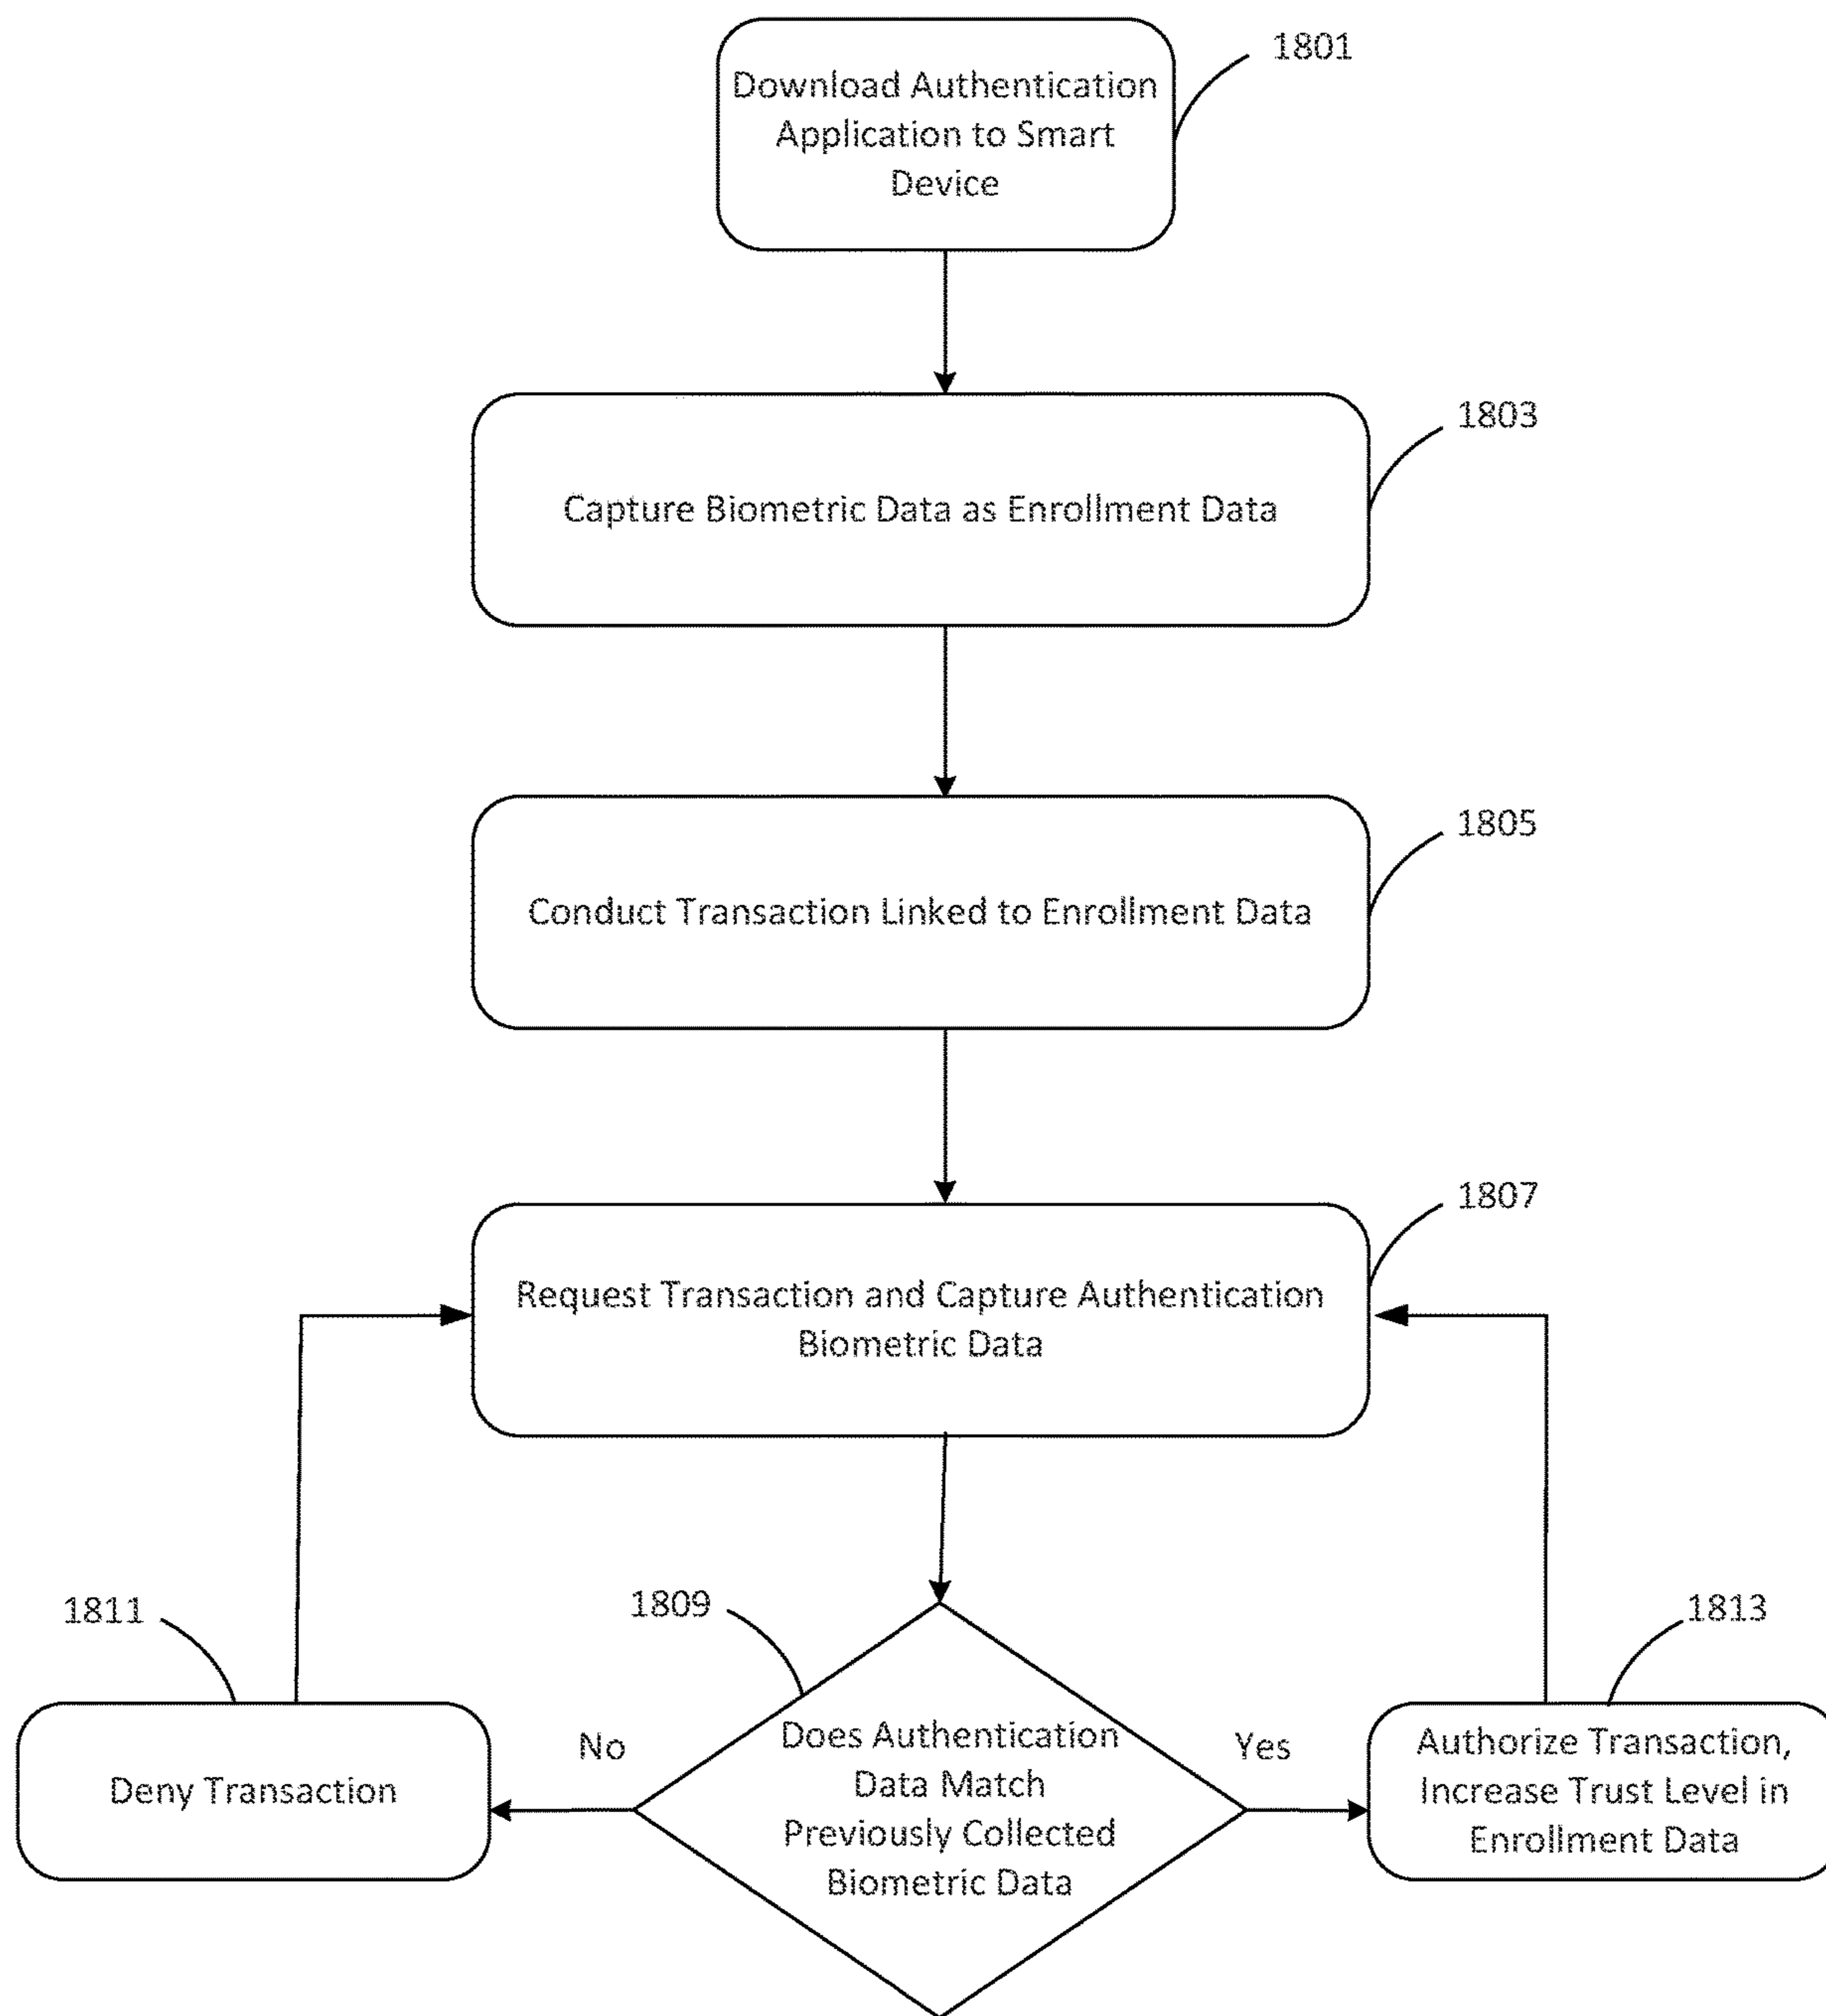 1801
Download Authentication
Application to Smart
Device
1803
Capture Biometric Data as Enrollment Data
1805
Conduct Transaction Linked to Enrollment Data
1807
Request Transaction and Capture Authentication
Biometric Data
1811
1809
1813
Deny Transaction
No
Does Authentication
Data Match
Previously Collected
Biometric Data
Yes
Authorize Transaction,
Increase Trust Level in
Enrollment Data